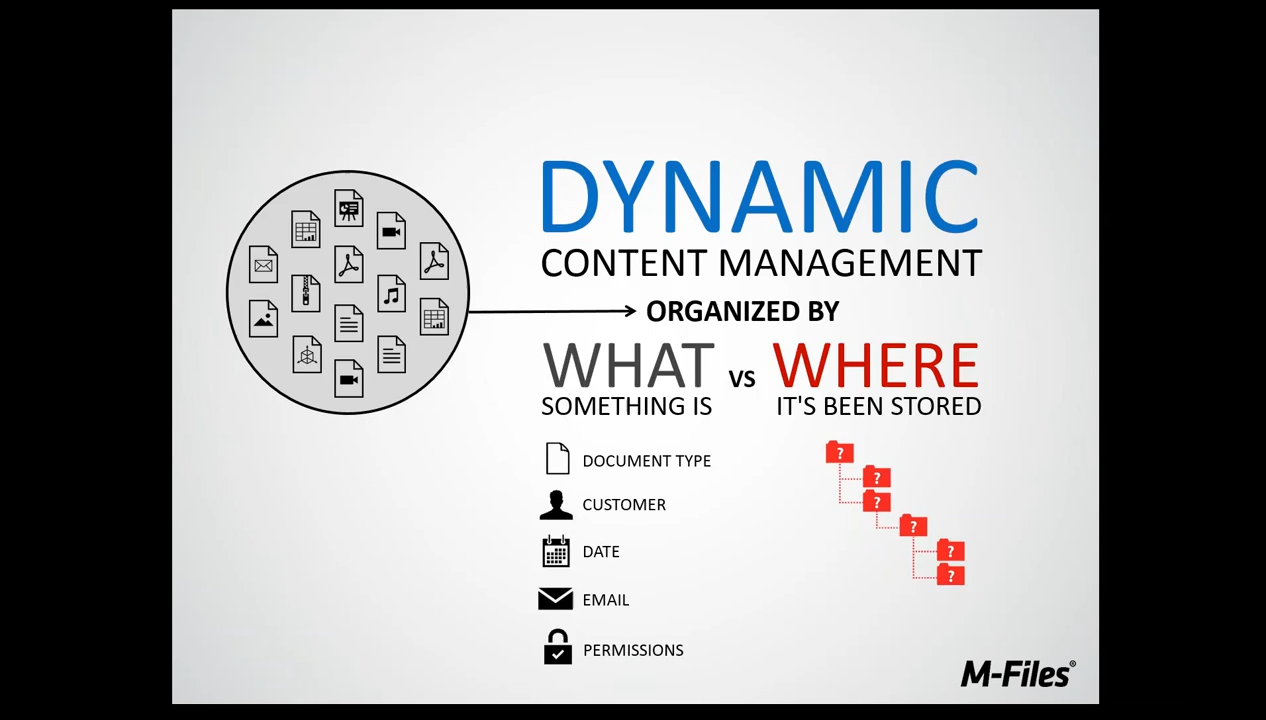 DYNAMIC
CONTENT MANAGEMENT
ORGANIZED BY
WHAT VS WHERE
SOMETHING IS IT'S BEEN STORED
DOCUMENT TYPE
CUSTOMER
DATE
EMAIL
PERMISSIONS
? 
?
?
?
?
?
M-Files®